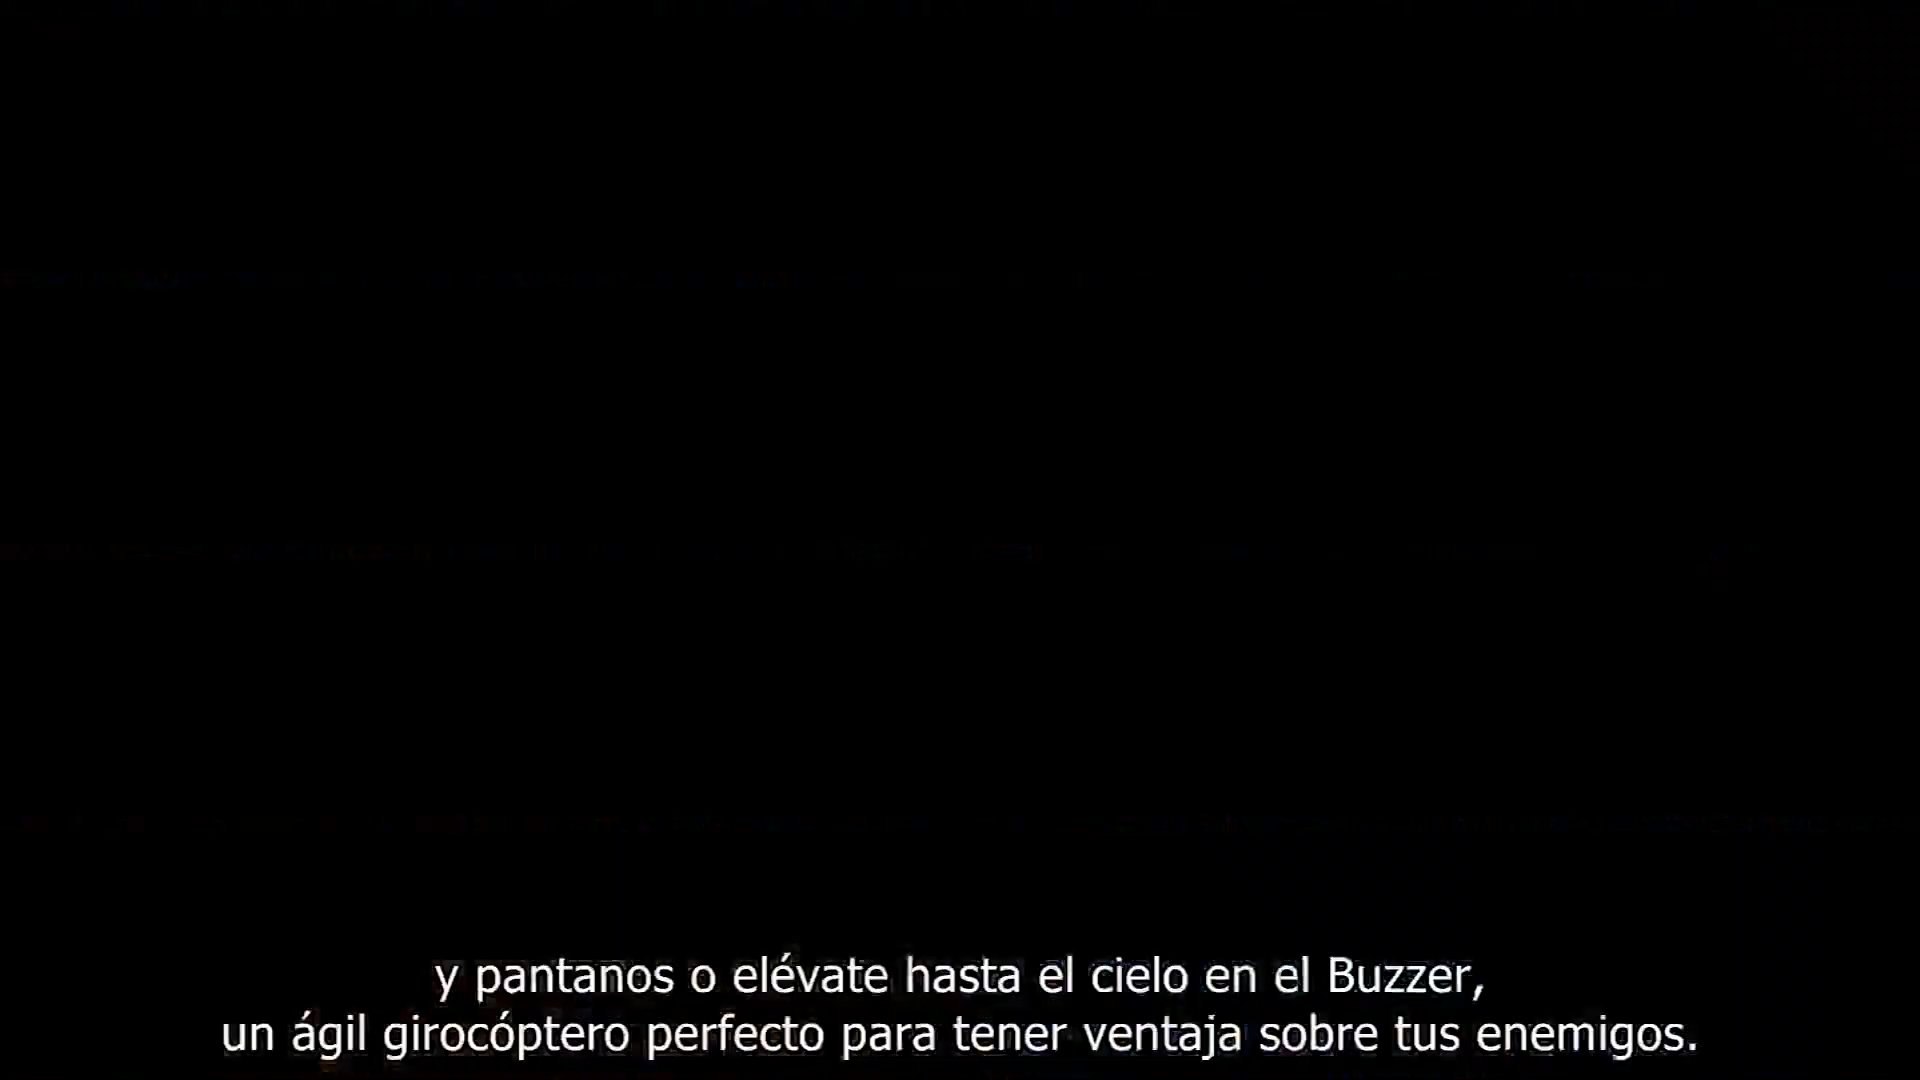 y pantanos o elévate hasta el cielo en el Buzzer,
un ágil girocóptero perfecto para tener ventaja sobre tus enemigos.